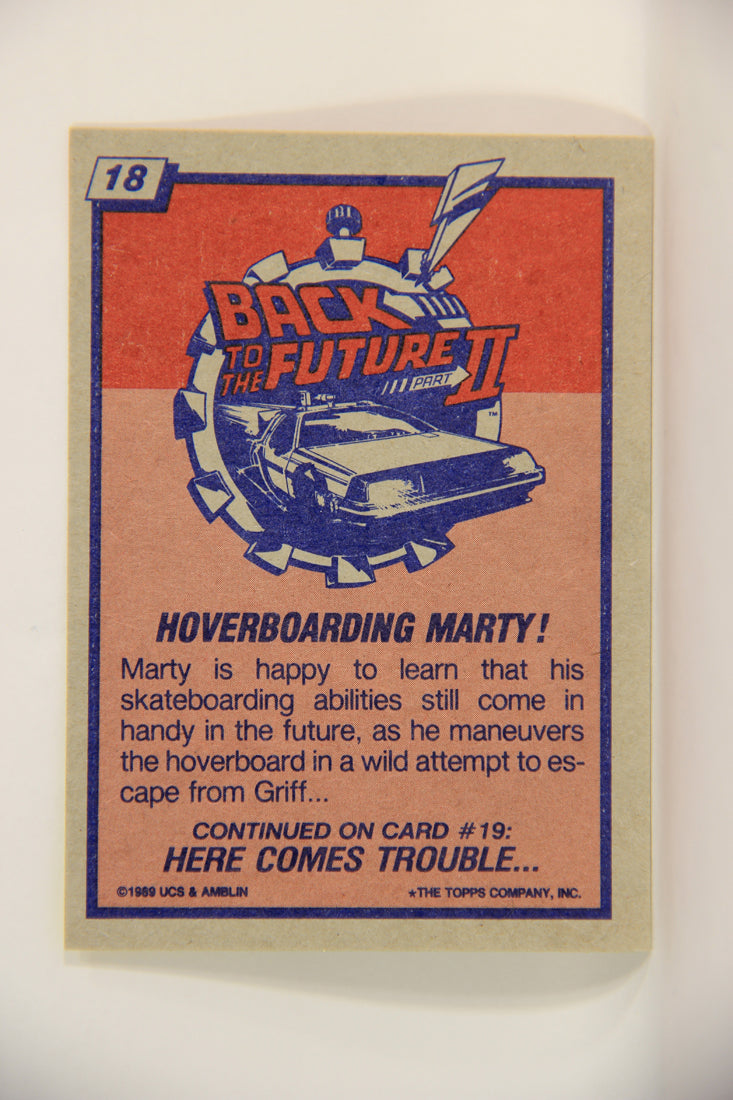 18
BACK
TO
THE FUTURE
PART II
™
HOVERBOARDING MARTY!
Marty is happy to learn that his
skateboarding abilities still come in
handy in the future, as he maneuvers
the hoverboard in a wild attempt to es-
cape from Griff...
CONTINUED ON CARD #19:
HERE COMES TROUBLE...
©1989 UCS & AMBLIN
★THE TOPPS COMPANY, INC.